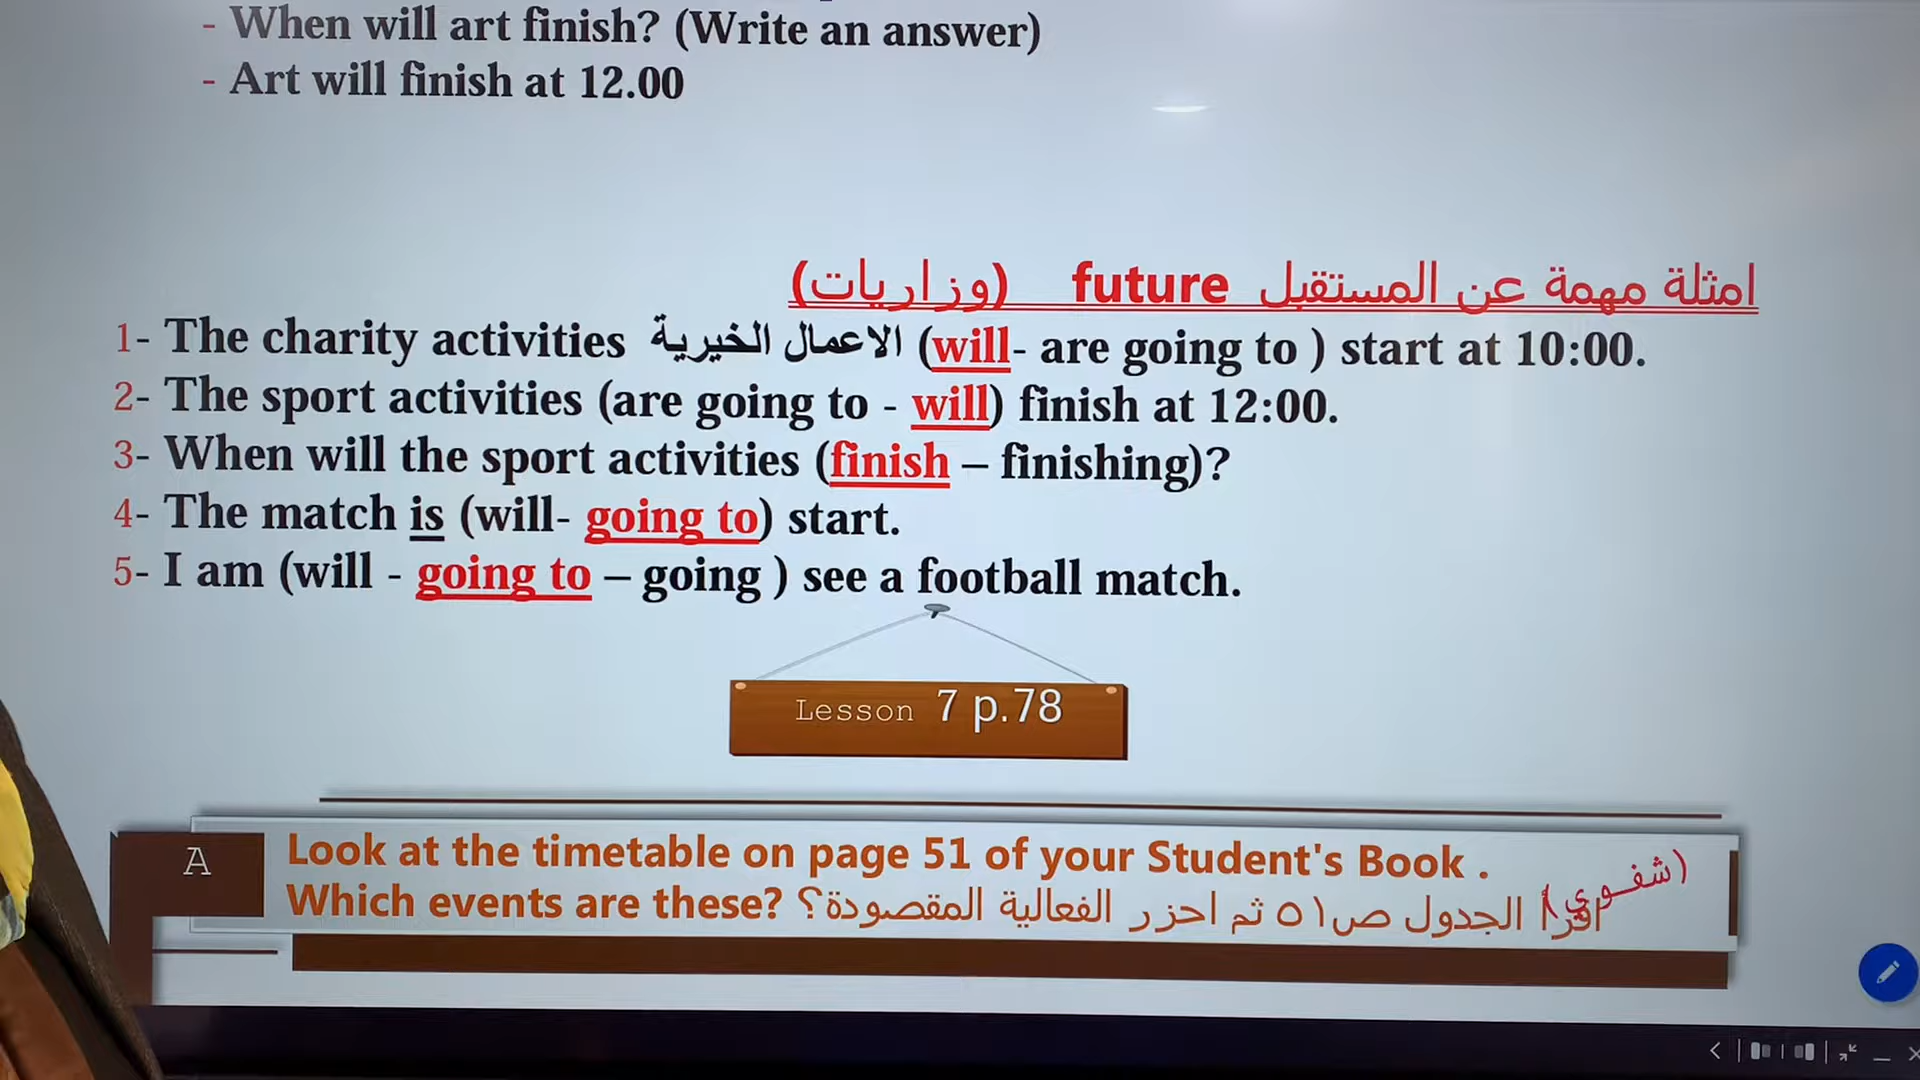 - When will art finish? (Write an answer)
- Art will finish at 12.00
امثلة مهمة عن المستقبل future (وزاريات)
1- The charity activities الاعمال الخيرية (will- are going to ) start at 10:00.
2- The sport activities (are going to - will) finish at 12:00.
3- When will the sport activities (finish – finishing)?
4- The match is (will- going to) start.
5- I am (will - going to – going ) see a football match.
Lesson 7 p.78
A
Look at the timetable on page 51 of your Student's Book .
Which events are these? اقرأ الجدول ص٥١ ثم احزر الفعالية المقصودة؟
(شفوي)